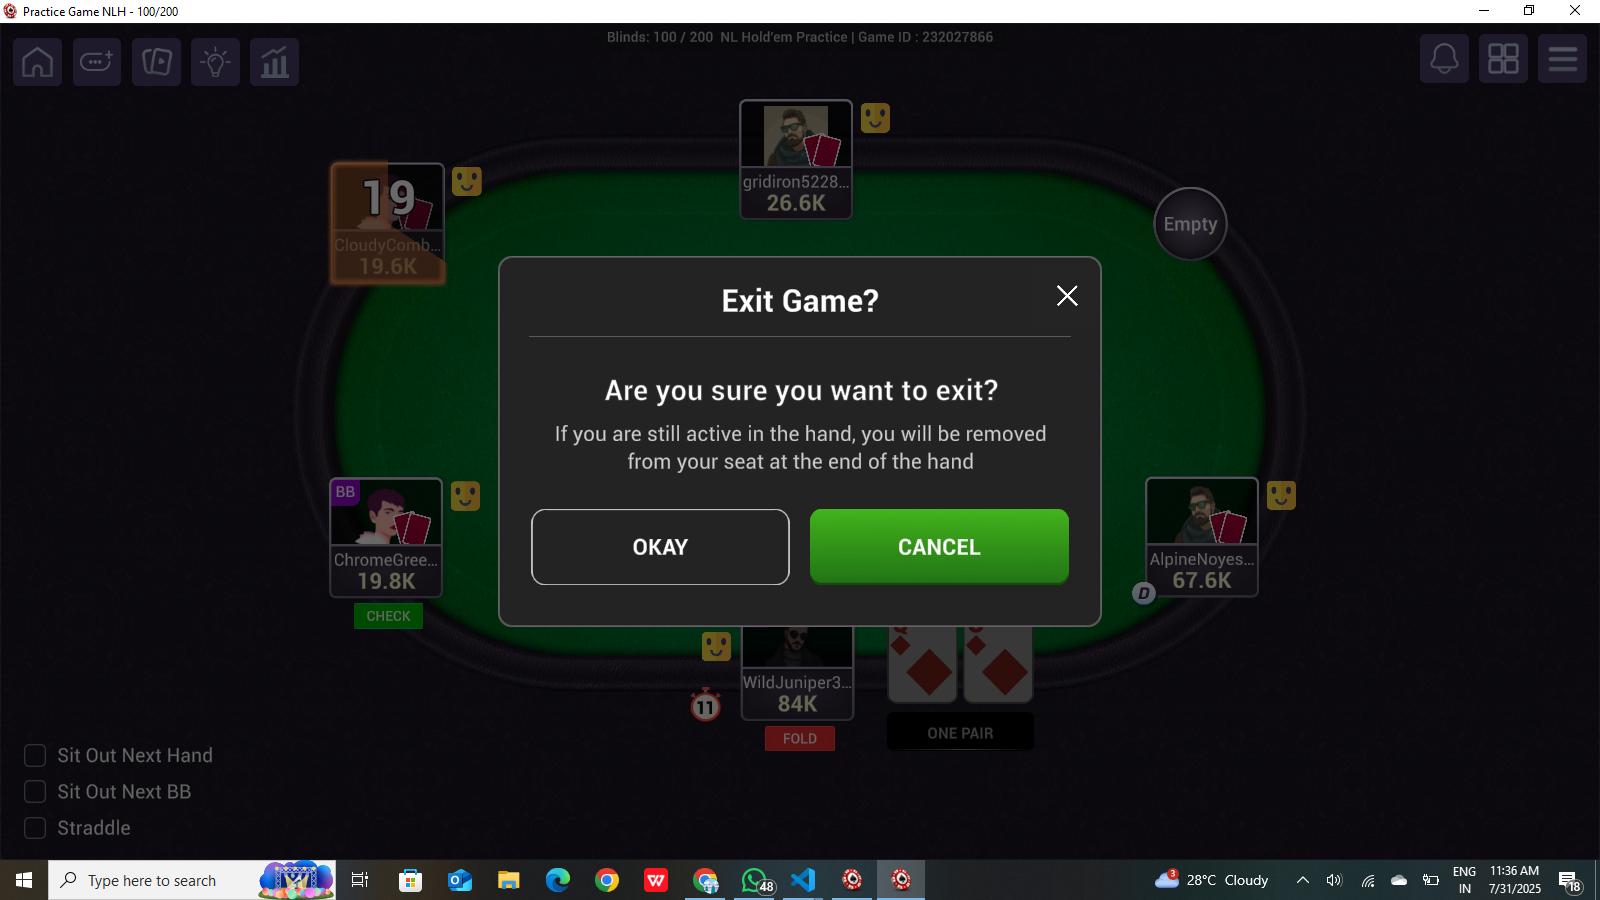 Practice Game NLH - 100/200
Blinds: 100 / 200 NL Hold'em Practice | Game ID : 232027866
gridiron5228...
26.6K
19
CloudyComb...
19.6K
Empty
Exit Game?
Are you sure you want to exit?
If you are still active in the hand, you will be removed
from your seat at the end of the hand
OKAY
CANCEL
BB
ChromeGree...
19.8K
CHECK
AlpineNoyes...
67.6K
D
WildJuniper3...
84K
11
FOLD
ONE PAIR
Sit Out Next Hand
Sit Out Next BB
Straddle
Type here to search
48
3
28°C Cloudy
ENG
IN
11:36 AM
7/31/2025
18